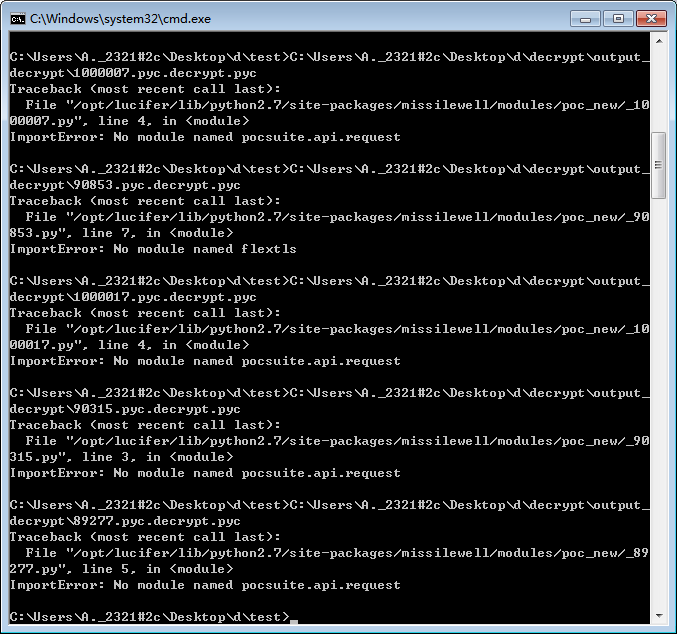 C:\Windows\system32\cmd.exe
C:\Users\A._2321#2c\Desktop\d\test>C:\Users\A._2321#2c\Desktop\d\decrypt\output_
decrypt\1000007.pyc.decrypt.pyc
Traceback (most recent call last):
  File "/opt/lucifer/lib/python2.7/site-packages/missilewell/poc_new/_10
00007.py", line 4, in <module>
ImportError: No module named pocsuite.api.request
C:\Users\A._2321#2c\Desktop\d\test>C:\Users\A._2321#2c\Desktop\d\decrypt\output_
decrypt\90853.pyc.decrypt.pyc
Traceback (most recent call last):
  File "/opt/lucifer/lib/python2.7/site-packages/missilewell/modules/poc_new/_90
853.py", line 7, in <module>
ImportError: No module named flextls
C:\Users\A._2321#2c\Desktop\d\test>C:\Users\A._2321#2c\Desktop\d\decrypt\output_
decrypt\1000017.pyc.decrypt.pyc
Traceback (most recent call last):
  File "/opt/lucifer/lib/python2.7/site-packages/missilewell/modules/poc_new/_10
00017.py", line 4, in <module>
ImportError: No module named pocsuite.api.request
C:\Users\A._2321#2c\Desktop\d\test>C:\Users\A._2321#2c\Desktop\d\decrypt\output_
decrypt\90315.pyc.decrypt.pyc
Traceback (most recent call last):
  File "/opt/lucifer/lib/python2.7/site-packages/missilewell/modules/poc_new/_90
315.py", line 3, in <module>
ImportError: No module named pocsuite.api.request
C:\Users\A._2321#2c\Desktop\d\test>C:\Users\A._2321#2c\Desktop\d\decrypt\output_
decrypt\89277.pyc.decrypt.pyc
Traceback (most recent call last):
  File "/opt/lucifer/lib/python2.7/site-packages/missilewell/modules/poc_new/_89
277.py", line 5, in <module>
ImportError: No module named pocsuite.api.request
C:\Users\A._2321#2c\Desktop\d\test>_